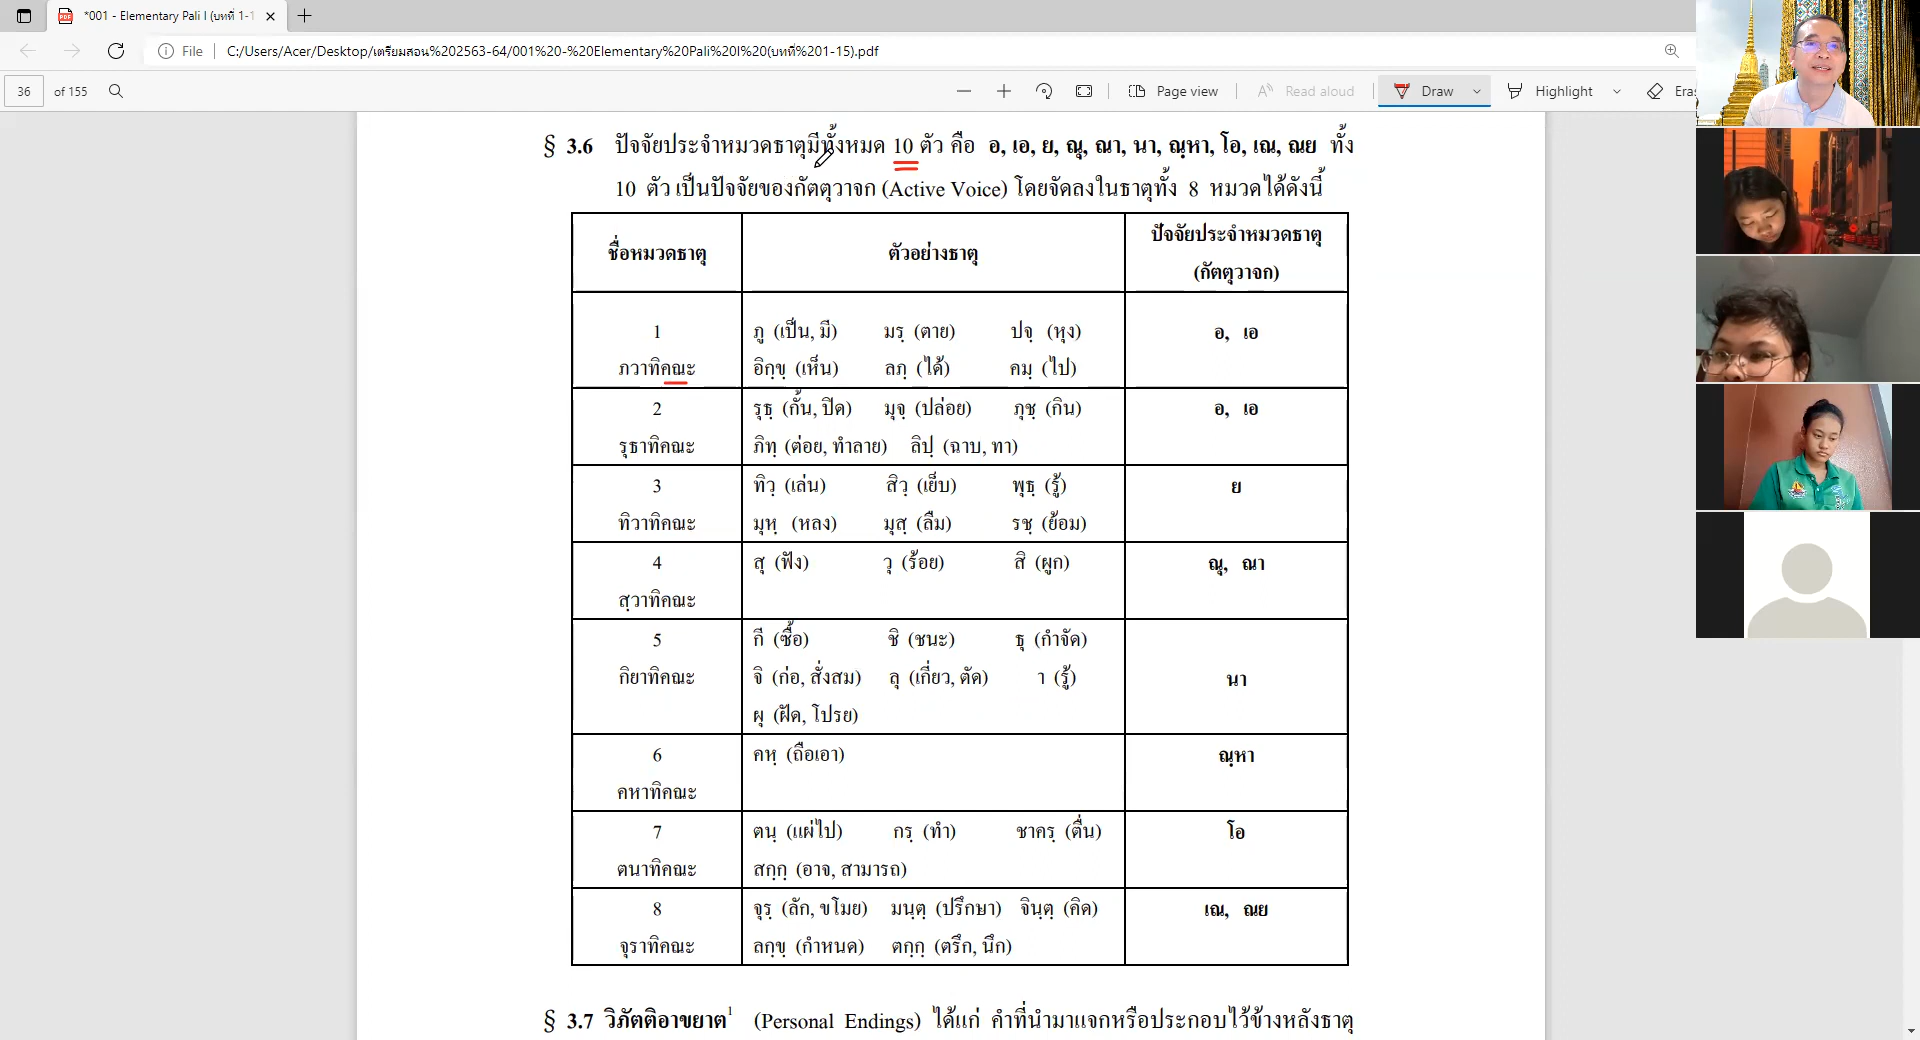 *001 - Elementary Pali I (บทที่ 1-1
File C:/Users/Acer/Desktop/เตรียมสอน%202563-64/001%20-%20Elementary%20Pali%20I%20(บทที่%201-15).pdf
36 of 155 Page view Read aloud Draw Highlight Eras
§ 3.6 ปัจจัยประจำหมวดธาตุมีทั้งหมด 10 ตัว คือ อ, เอ, ย, ณุ, ณา, นา, ณฺหา, โอ, เณ, ณย ทั้ง
10 ตัว เป็นปัจจัยของกัตตุวาจก (Active Voice) โดยจัดลงในธาตุทั้ง 8 หมวดได้ดังนี้
ชื่อหมวดธาตุ ตัวอย่างธาตุ ปัจจัยประจำหมวดธาตุ
(กัตตุวาจก)
1 ภู (เป็น, มี) มรฺ (ตาย) ปจฺ (หุง) อ, เอ
ภวาทิคณะ อิกฺขฺ (เห็น) ลภฺ (ได้) คมฺ (ไป)
2 รุธฺ (กั้น, ปิด) มุจฺ (ปล่อย) ภุชฺ (กิน) อ, เอ
รุธาทิคณะ ภิทฺ (ต่อย, ทำลาย) ลิปฺ (ฉาบ, ทา)
3 ทิวฺ (เล่น) สิวฺ (เย็บ) พุธฺ (รู้) ย
ทิวาทิคณะ มุหฺ (หลง) มุสฺ (ลืม) รชฺ (ย้อม)
4 สุ (ฟัง) วุ (ร้อย) สิ (ผูก) ณุ, ณา
สฺวาทิคณะ
5 กี (ซื้อ) ชิ (ชนะ) ธุ (กำจัด)
กิยาทิคณะ จิ (ก่อ, สั่งสม) ลุ (เกี่ยว, ตัด) า (รู้) นา
ผุ (ฝัด, โปรย)
6 คหฺ (ถือเอา) ณฺหา
คหาทิคณะ
7 ตนฺ (แผ่ไป) กรฺ (ทำ) ชาครฺ (ตื่น) โอ
ตนาทิคณะ สกฺกฺ (อาจ, สามารถ)
8 จุรฺ (ลัก, ขโมย) มนฺตฺ (ปรึกษา) จินฺตฺ (คิด) เณ, ณย
จุราทิคณะ ลกฺขฺ (กำหนด) ตกฺกฺ (ตรึก, นึก)
§ 3.7 วิภัตติอาขยาต¹ (Personal Endings) ได้แก่ คำที่นำมาแจกหรือประกอบไว้ข้างหลังธาตุ